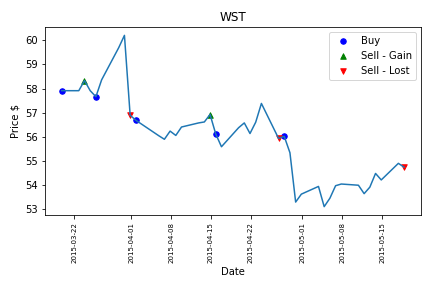 WST
Buy
Sell - Gain
Sell - Lost
Price $
60
59
58
57
56
55
54
53
2015-03-22
2015-04-01
2015-04-08
2015-04-15
2015-04-22
2015-05-01
2015-05-08
2015-05-15
Date